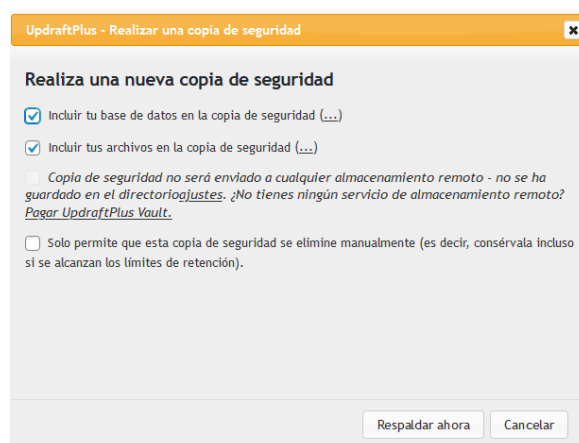 UpdraftPlus - Realizar una copia de seguridad
Realiza una nueva copia de seguridad
Incluir tu base de datos en la copia de seguridad (...)
Incluir tus archivos en la copia de seguridad (...)
Copia de seguridad no será enviado a cualquier almacenamiento remoto - no se ha
guardado en el directorioajustes. ¿No tienes ningún servicio de almacenamiento remoto?
Pagar UpdraftPlus Vault.
Solo permite que esta copia de seguridad se elimine manualmente (es decir, consérvala incluso
si se alcanzan los límites de retención).
Respaldar ahora Cancelar